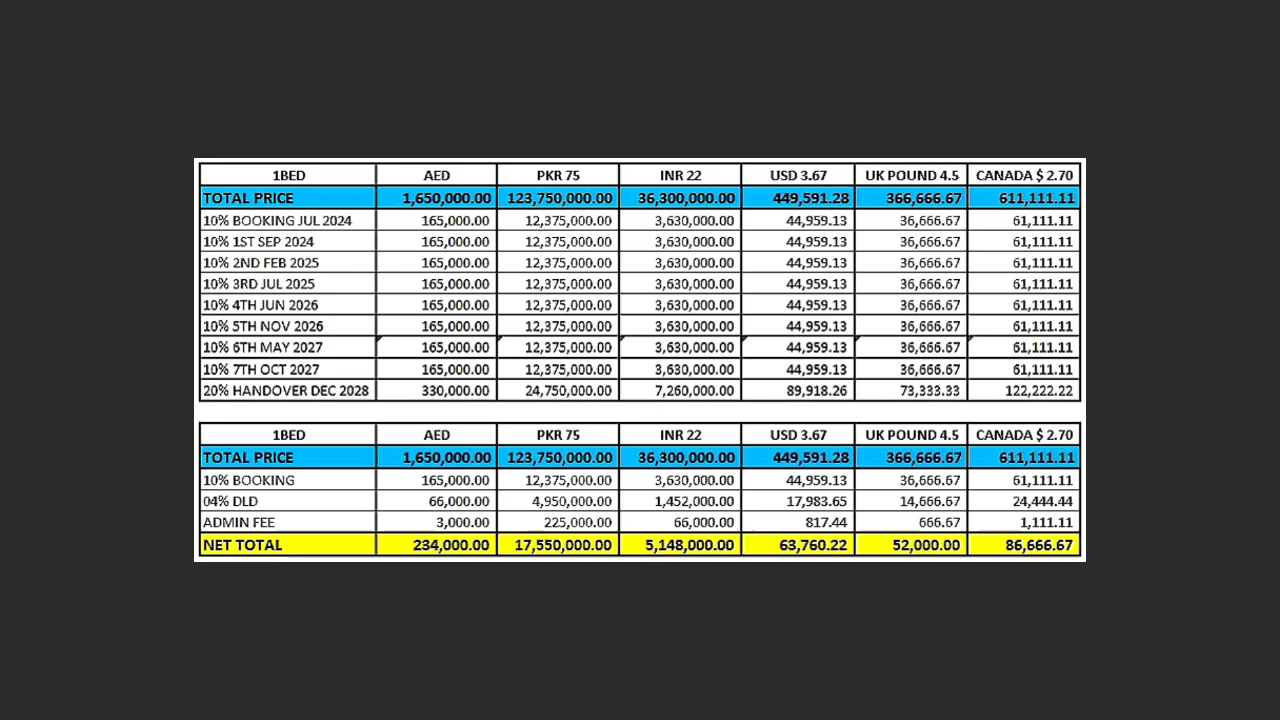 1BED AED PKR 75 INR 22 USD 3.67 UK POUND 4.5 CANADA $ 2.70
TOTAL PRICE 1,650,000.00 123,750,000.00 36,300,000.00 449,591.28 366,666.67 611,111.11
10% BOOKING JUL 2024 165,000.00 12,375,000.00 3,630,000.00 44,959.13 36,666.67 61,111.11
10% 1ST SEP 2024 165,000.00 12,375,000.00 3,630,000.00 44,959.13 36,666.67 61,111.11
10% 2ND FEB 2025 165,000.00 12,375,000.00 3,630,000.00 44,959.13 36,666.67 61,111.11
10% 3RD JUL 2025 165,000.00 12,375,000.00 3,630,000.00 44,959.13 36,666.67 61,111.11
10% 4TH JUN 2026 165,000.00 12,375,000.00 3,630,000.00 44,959.13 36,666.67 61,111.11
10% 5TH NOV 2026 165,000.00 12,375,000.00 3,630,000.00 44,959.13 36,666.67 61,111.11
10% 6TH MAY 2027 165,000.00 12,375,000.00 3,630,000.00 44,959.13 36,666.67 61,111.11
10% 7TH OCT 2027 165,000.00 12,375,000.00 3,630,000.00 44,959.13 36,666.67 61,111.11
20% HANDOVER DEC 2028 330,000.00 24,750,000.00 7,260,000.00 89,918.26 73,333.33 122,222.22
1BED AED PKR 75 INR 22 USD 3.67 UK POUND 4.5 CANADA $ 2.70
TOTAL PRICE 1,650,000.00 123,750,000.00 36,300,000.00 449,591.28 366,666.67 611,111.11
10% BOOKING 165,000.00 12,375,000.00 3,630,000.00 44,959.13 36,666.67 61,111.11
04% DLD 66,000.00 4,950,000.00 1,452,000.00 17,983.65 14,666.67 24,444.44
ADMIN FEE 3,000.00 225,000.00 66,000.00 817.44 666.67 1,111.11
NET TOTAL 234,000.00 17,550,000.00 5,148,000.00 63,760.22 52,000.00 86,666.67